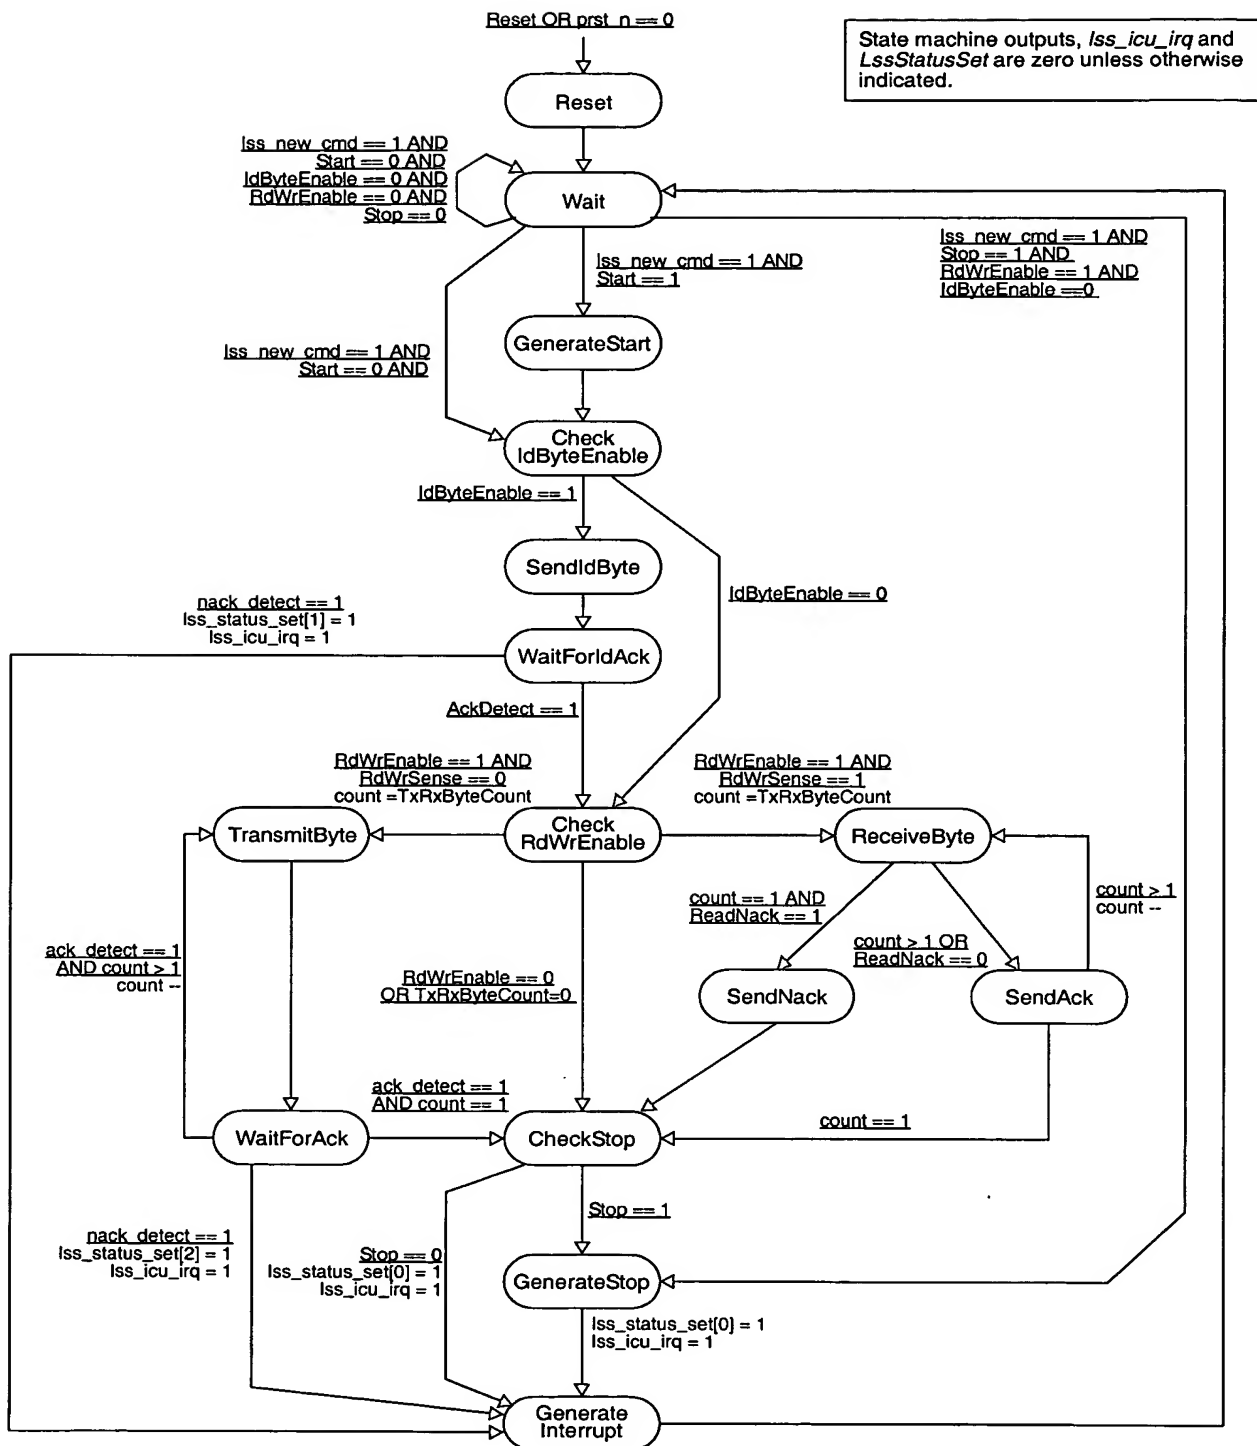 Reset OR prst_n == 0
State machine outputs, lss_icu_irq and
LssStatusSet are zero unless otherwise
indicated.
Reset
lss_new_cmd == 1 AND
Start == 0 AND
IdByteEnable == 0 AND
RdWrEnable == 0 AND
Stop == 0
Wait
lss_new_cmd == 1 AND
Start == 1
lss_new_cmd == 1 AND
Stop == 1 AND
RdWrEnable == 1 AND
IdByteEnable ==0
GenerateStart
lss_new_cmd == 1 AND
Start == 0 AND
Check
IdByteEnable
IdByteEnable == 1
SendIdByte
IdByteEnable == 0
nack_detect == 1
lss_status_set[1] = 1
lss_icu_irq = 1
WaitForIdAck
AckDetect == 1
RdWrEnable == 1 AND
RdWrSense == 0
count =TxRxByteCount
RdWrEnable == 1 AND
RdWrSense == 1
count =TxRxByteCount
TransmitByte
Check
RdWrEnable
ReceiveByte
count == 1 AND
ReadNack == 1
count > 1
count --
ack_detect == 1
AND count > 1
count --
count > 1 OR
ReadNack == 0
RdWrEnable == 0
OR TxRxByteCount=0
SendNack
SendAck
ack_detect == 1
AND count == 1
WaitForAck
CheckStop
count == 1
Stop == 1
nack_detect == 1
lss_status_set[2] = 1
lss_icu_irq = 1
Stop == 0
lss_status_set[0] = 1
lss_icu_irq = 1
GenerateStop
lss_status_set[0] = 1
lss_icu_irq = 1
Generate
Interrupt